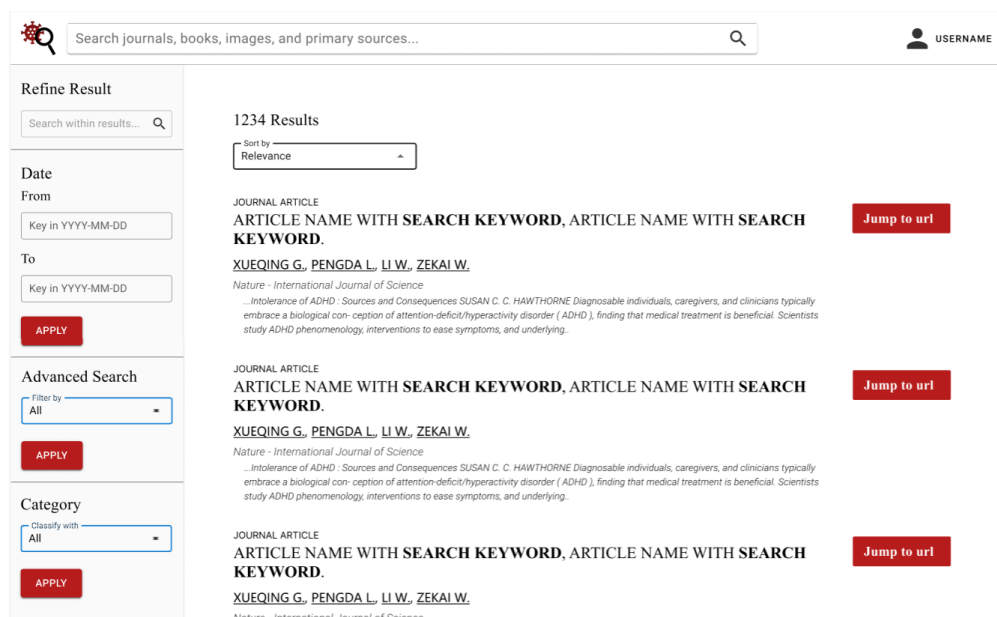 Search journals, books, images, and primary sources...
USERNAME
Refine Result
Search within results...
Date
From
Key in YYYY-MM-DD
To
Key in YYYY-MM-DD
APPLY
Advanced Search
Filter by
All
APPLY
Category
Classify with
All
APPLY
1234 Results
Sort by
Relevance
JOURNAL ARTICLE
ARTICLE NAME WITH SEARCH KEYWORD, ARTICLE NAME WITH SEARCH
KEYWORD.
Jump to url
XUEQING G., PENGDA L., LI W., ZEKAI W.
Nature - International Journal of Science
...Intolerance of ADHD : Sources and Consequences SUSAN C. C. HAWTHORNE Diagnosable individuals, caregivers, and clinicians typically
embrace a biological con- ception of attention-deficit/hyperactivity disorder ( ADHD ), finding that medical treatment is beneficial. Scientists
study ADHD phenomenology, interventions to ease symptoms, and underlying..
JOURNAL ARTICLE
ARTICLE NAME WITH SEARCH KEYWORD, ARTICLE NAME WITH SEARCH
KEYWORD.
Jump to url
XUEQING G., PENGDA L., LI W., ZEKAI W.
Nature - International Journal of Science
...Intolerance of ADHD : Sources and Consequences SUSAN C. C. HAWTHORNE Diagnosable individuals, caregivers, and clinicians typically
embrace a biological con- ception of attention-deficit/hyperactivity disorder ( ADHD ), finding that medical treatment is beneficial. Scientists
study ADHD phenomenology, interventions to ease symptoms, and underlying..
JOURNAL ARTICLE
ARTICLE NAME WITH SEARCH KEYWORD, ARTICLE NAME WITH SEARCH
KEYWORD.
Jump to url
XUEQING G., PENGDA L., LI W., ZEKAI W.
Nature - International Journal of Science